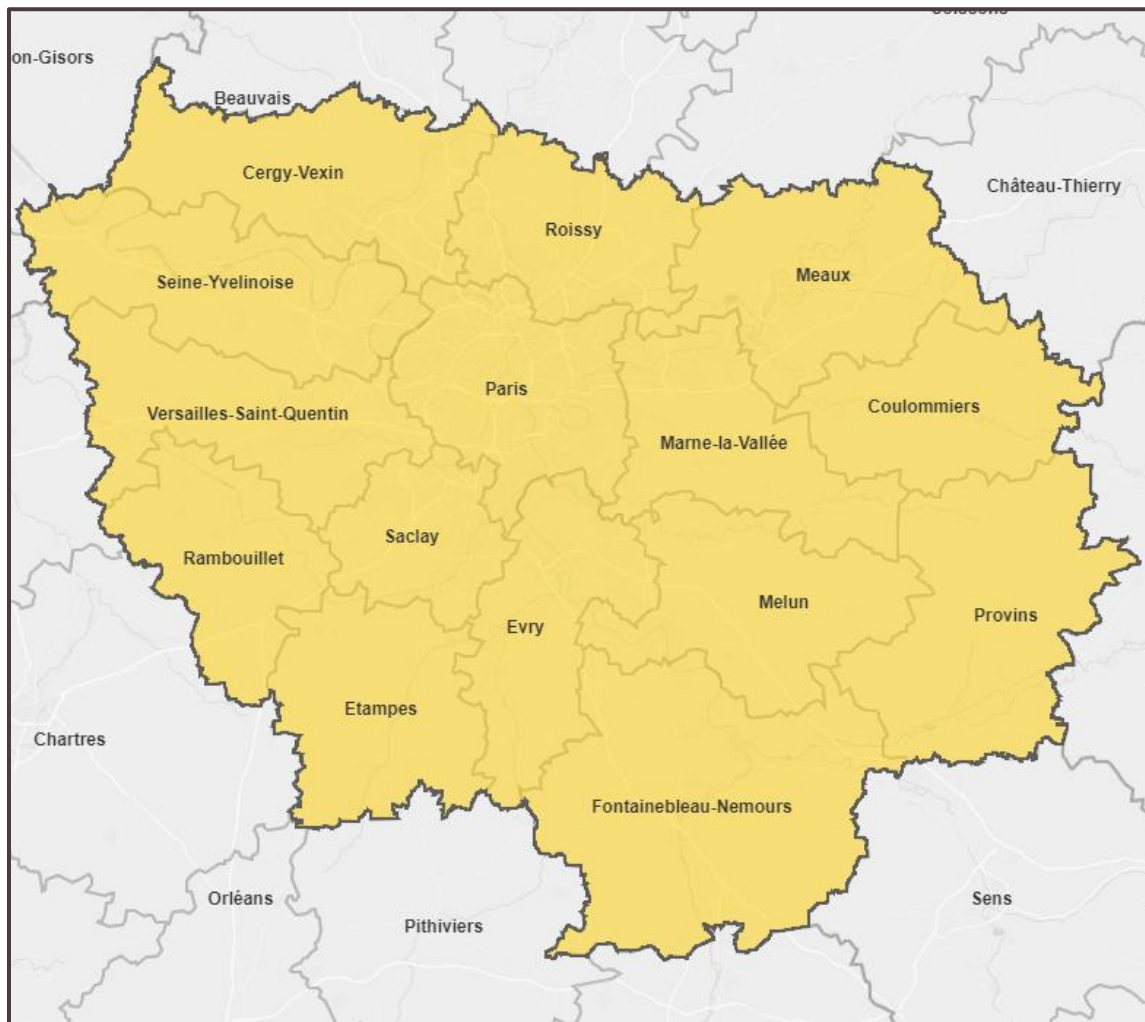 on-Gisors
Beauvais
Cergy-Vexin
Château-Thierry
Roissy
Meaux
Seine-Yvelinoise
Paris
Versailles-Saint-Quentin
Coulommiers
Marne-la-Vallée
Saclay
Rambouillet
Melun
Provins
Evry
Etampes
Chartres
Fontainebleau-Nemours
Orléans
Sens
Pithiviers